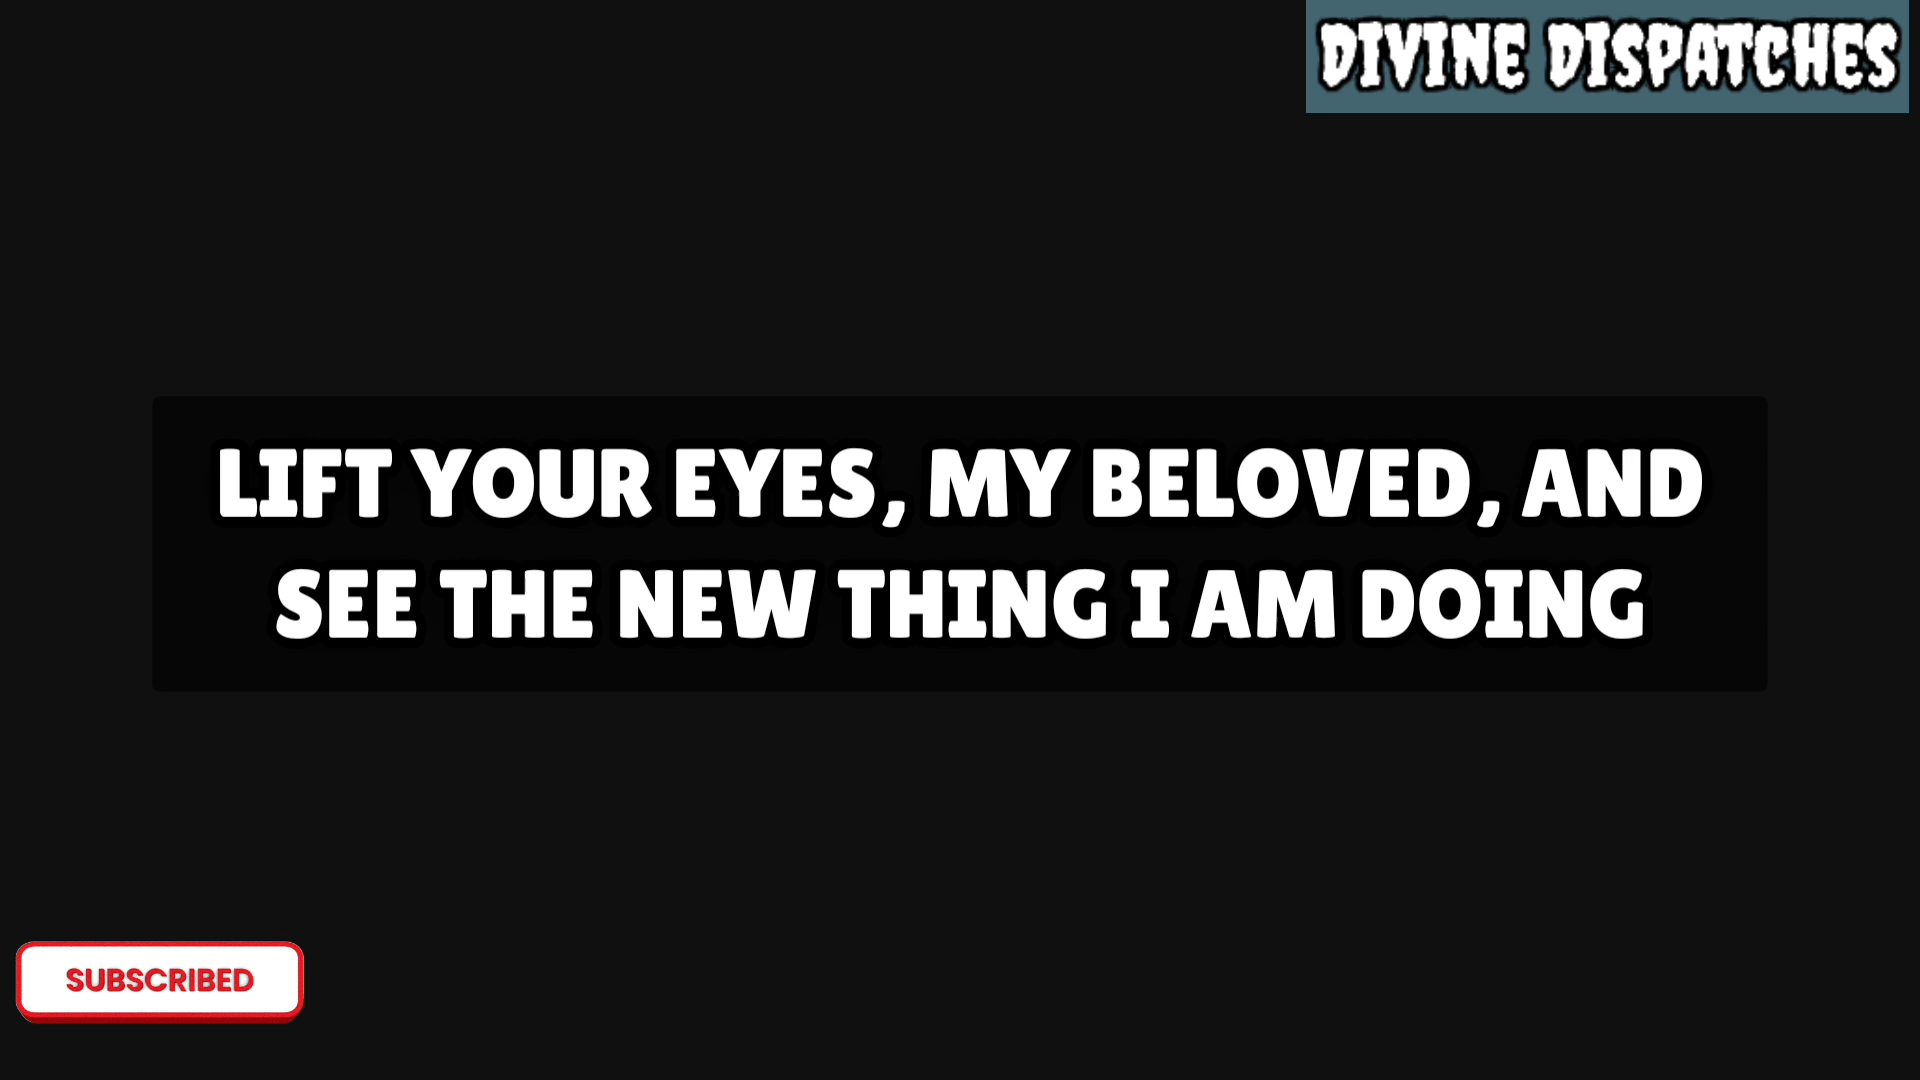 DIVINE DISPATCHES
LIFT YOUR EYES, MY BELOVED, AND
SEE THE NEW THING I AM DOING
SUBSCRIBED